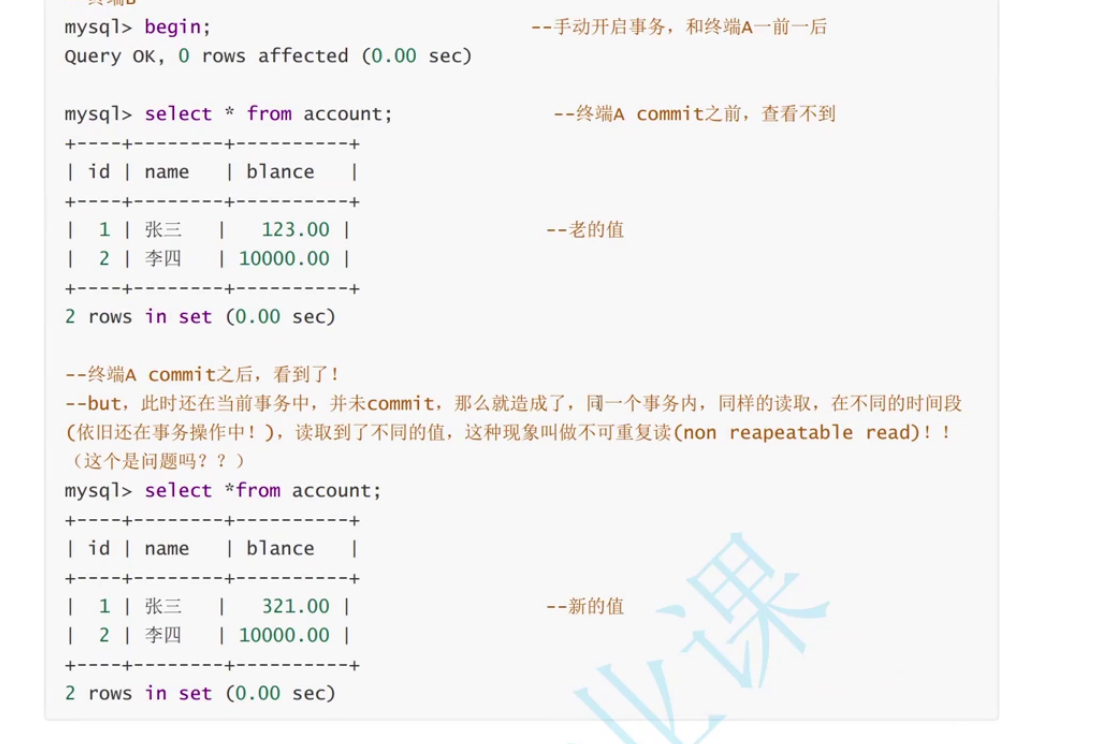 --终端B
mysql> begin; --手动开启事务，和终端A一前一后
Query OK, 0 rows affected (0.00 sec)
mysql> select * from account; --终端A commit之前，查看不到
+----+--------+----------+
| id | name   | blance   |
+----+--------+----------+
|  1 | 张三   |   123.00 | --老的值
|  2 | 李四   | 10000.00 |
+----+--------+----------+
2 rows in set (0.00 sec)
--终端A commit之后，看到了！
--but，此时还在当前事务中，并未commit，那么就造成了，同一个事务内，同样的读取，在不同的时间段
(依旧还在事务操作中！)，读取到了不同的值，这种现象叫做不可重复读(non reapeatable read)！！
（这个是问题吗？？）
mysql> select *from account;
+----+--------+----------+
| id | name   | blance   |
+----+--------+----------+
|  1 | 张三   |   321.00 | --新的值
|  2 | 李四   | 10000.00 |
+----+--------+----------+
2 rows in set (0.00 sec)
业课